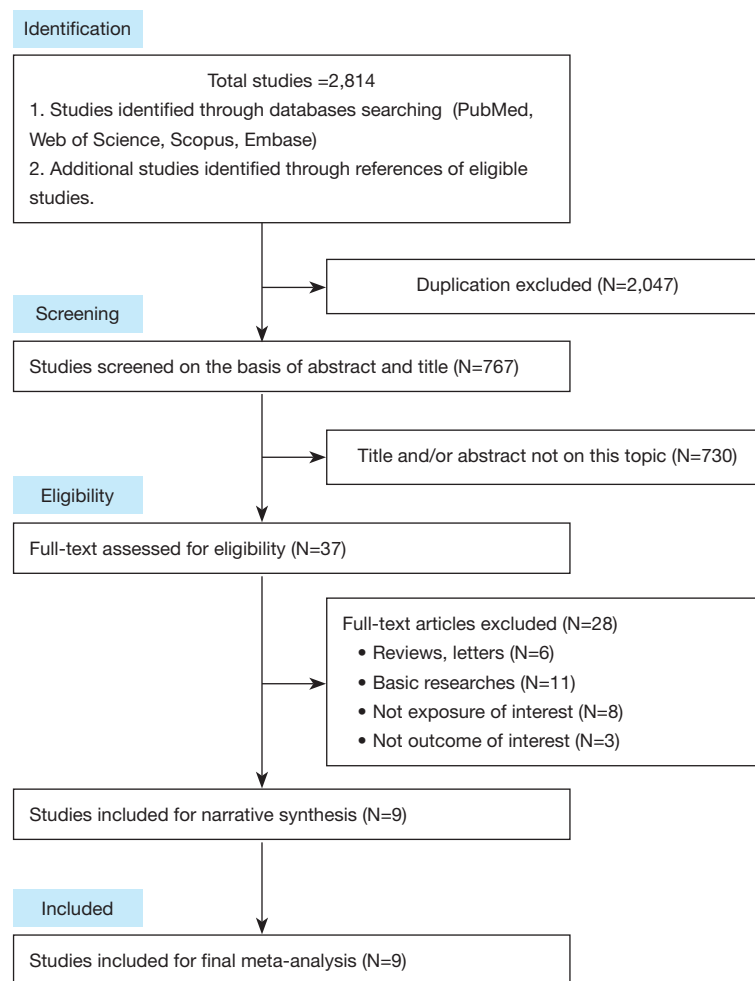 Identification
Total studies =2,814
1. Studies identified through databases searching (PubMed,
Web of Science, Scopus, Embase)
2. Additional studies identified through references of eligible
studies.
Duplication excluded (N=2,047)
Screening
Studies screened on the basis of abstract and title (N=767)
Title and/or abstract not on this topic (N=730)
Eligibility
Full-text assessed for eligibility (N=37)
Full-text articles excluded (N=28)
• Reviews, letters (N=6)
• Basic researches (N=11)
• Not exposure of interest (N=8)
• Not outcome of interest (N=3)
Studies included for narrative synthesis (N=9)
Included
Studies included for final meta-analysis (N=9)